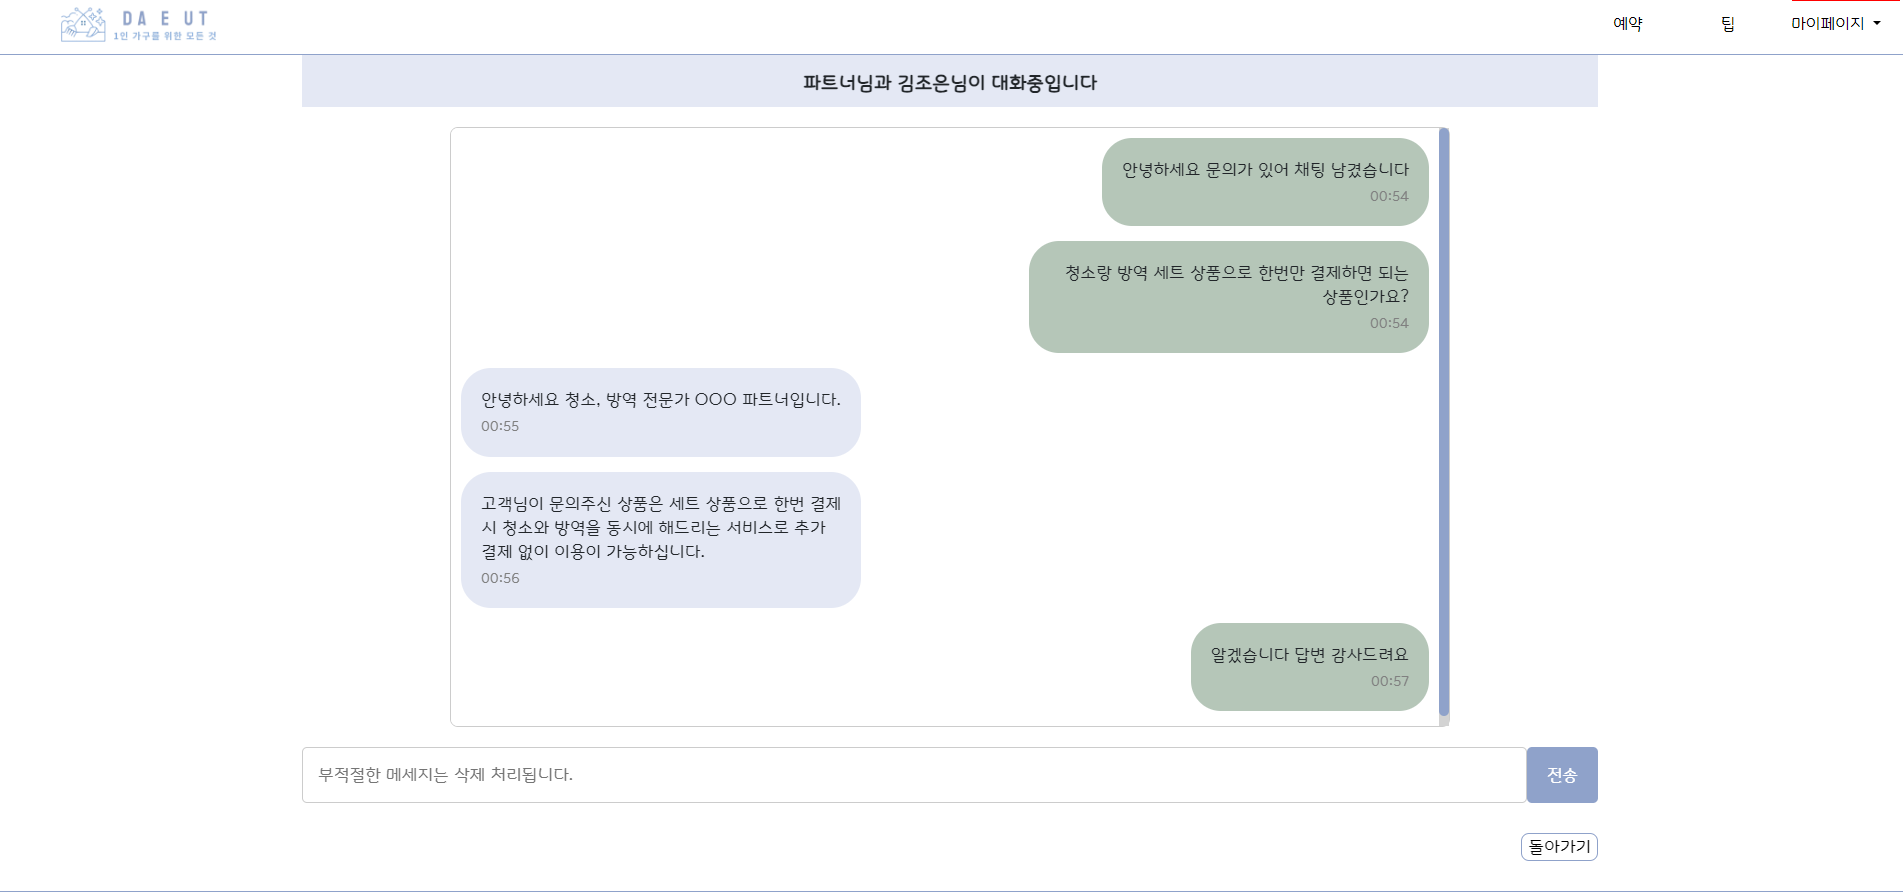 DA E UT
1인 가구를 위한 모든 것
예약
팁
마이페이지
파트너님과 김조은님이 대화중입니다
안녕하세요 문의가 있어 채팅 남겼습니다
00:54
청소랑 방역 세트 상품으로 한번만 결제하면 되는
상품인가요?
00:54
안녕하세요 청소, 방역 전문가 OOO 파트너입니다.
00:55
고객님이 문의주신 상품은 세트 상품으로 한번 결제
시 청소와 방역을 동시에 해드리는 서비스로 추가
결제 없이 이용이 가능하십니다.
00:56
알겠습니다 답변 감사드려요
00:57
부적절한 메세지는 삭제 처리됩니다.
전송
돌아가기